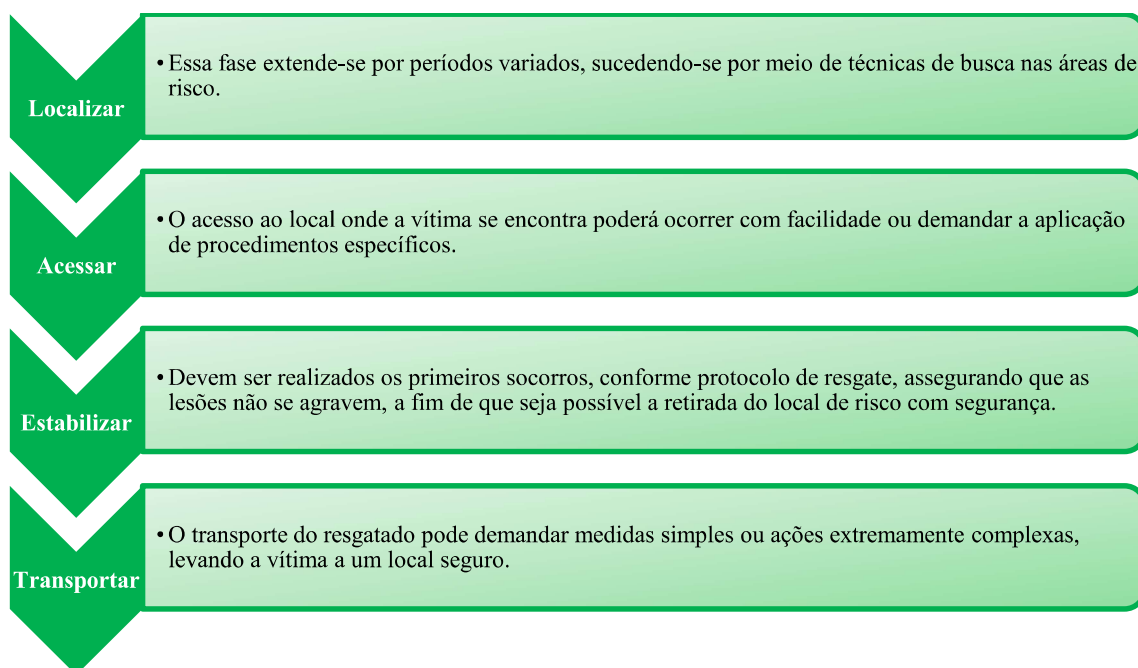 Localizar
• Essa fase extende-se por períodos variados, sucedendo-se por meio de técnicas de busca nas áreas de
risco.
Acessar
• O acesso ao local onde a vítima se encontra poderá ocorrer com facilidade ou demandar a aplicação
de procedimentos específicos.
Estabilizar
• Devem ser realizados os primeiros socorros, conforme protocolo de resgate, assegurando que as
lesões não se agravem, a fim de que seja possível a retirada do local de risco com segurança.
Transportar
• O transporte do resgatado pode demandar medidas simples ou ações extremamente complexas,
levando a vítima a um local seguro.